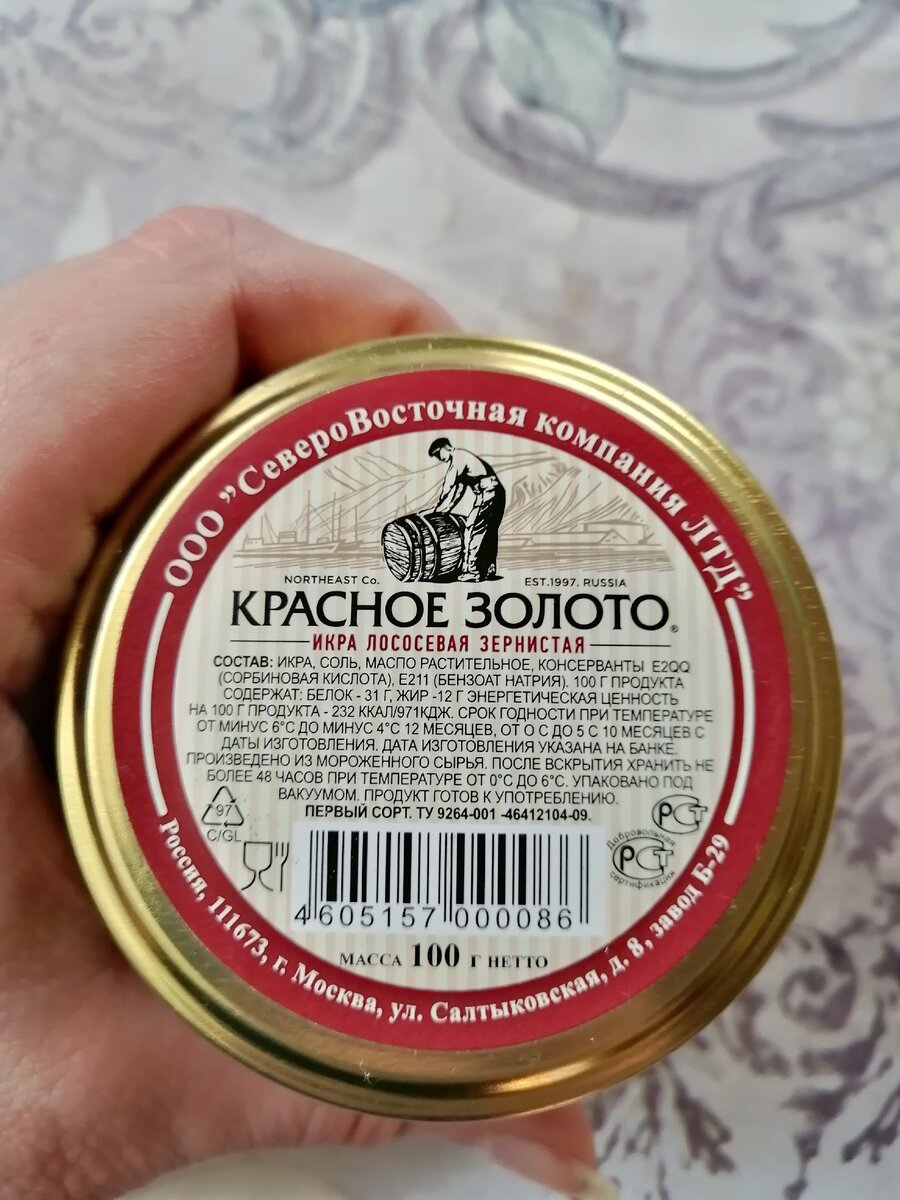 ООО "СевероВосточная компания ЛТД"
NORTHEAST Co. EST.1997. RUSSIA
КРАСНОЕ ЗОЛОТО®
ИКРА ЛОСОСЕВАЯ ЗЕРНИСТАЯ
СОСТАВ: ИКРА, СОЛЬ, МАСПО РАСТИТЕЛЬНОЕ, КОНСЕРВАНТЫ E2QQ
(СОРБИНОВАЯ КИСЛОТА), Е211 (БЕНЗОАТ НАТРИЯ). 100 Г ПРОДУКТА
СОДЕРЖАТ: БЕЛОК - 31 Г, ЖИР -12 Г ЭНЕРГЕТИЧЕСКАЯ ЦЕННОСТЬ
НА 100 Г ПРОДУКТА - 232 ККАЛ/971КДЖ. СРОК ГОДНОСТИ ПРИ ТЕМПЕРАТУРЕ
ОТ МИНУС 6°С ДО МИНУС 4°С 12 МЕСЯЦЕВ, ОТ О С ДО 5 С 10 МЕСЯЦЕВ С
ДАТЫ ИЗГОТОВЛЕНИЯ. ДАТА ИЗГОТОВЛЕНИЯ УКАЗАНА НА БАНКЕ.
ПРОИЗВЕДЕНО ИЗ МОРОЖЕННОГО СЫРЬЯ. ПОСЛЕ ВСКРЫТИЯ ХРАНИТЬ НЕ
БОЛЕЕ 48 ЧАСОВ ПРИ ТЕМПЕРАТУРЕ ОТ 0°С ДО 6°С. УПАКОВАНО ПОД
ВАКУУМОМ. ПРОДУКТ ГОТОВ К УПОТРЕБЛЕНИЮ.
ПЕРВЫЙ СОРТ. ТУ 9264-001 -46412104-09.
97
C/GL
РСТ
Добровольная
РСТ
сертификация
4 605157 000086
МАССА 100 Г НЕТТО
Россия, 111673, г. Москва, ул. Салтыковская, д. 8, завод Б-29